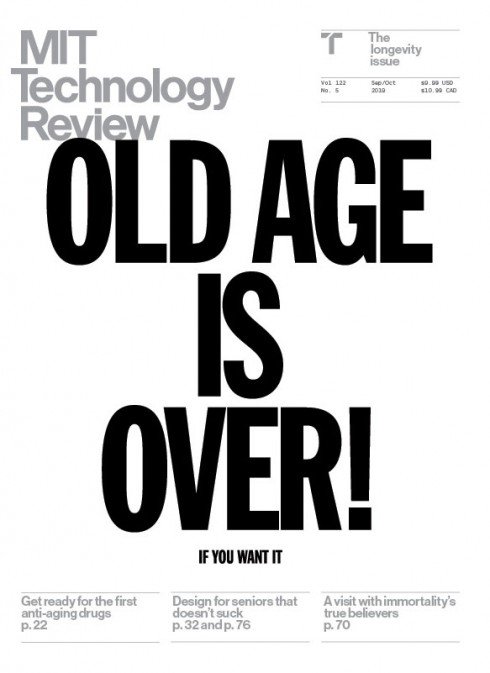 MIT
Technology
Review
The
longevity
issue
Vol 122
No. 5
Sep/Oct
2019
$9.99 USD
$10.99 CAD
OLD AGE
IS
OVER!
IF YOU WANT IT
Get ready for the first
anti-aging drugs
p. 22
Design for seniors that
doesn't suck
p. 32 and p. 76
A visit with immortality's
true believers
p. 70